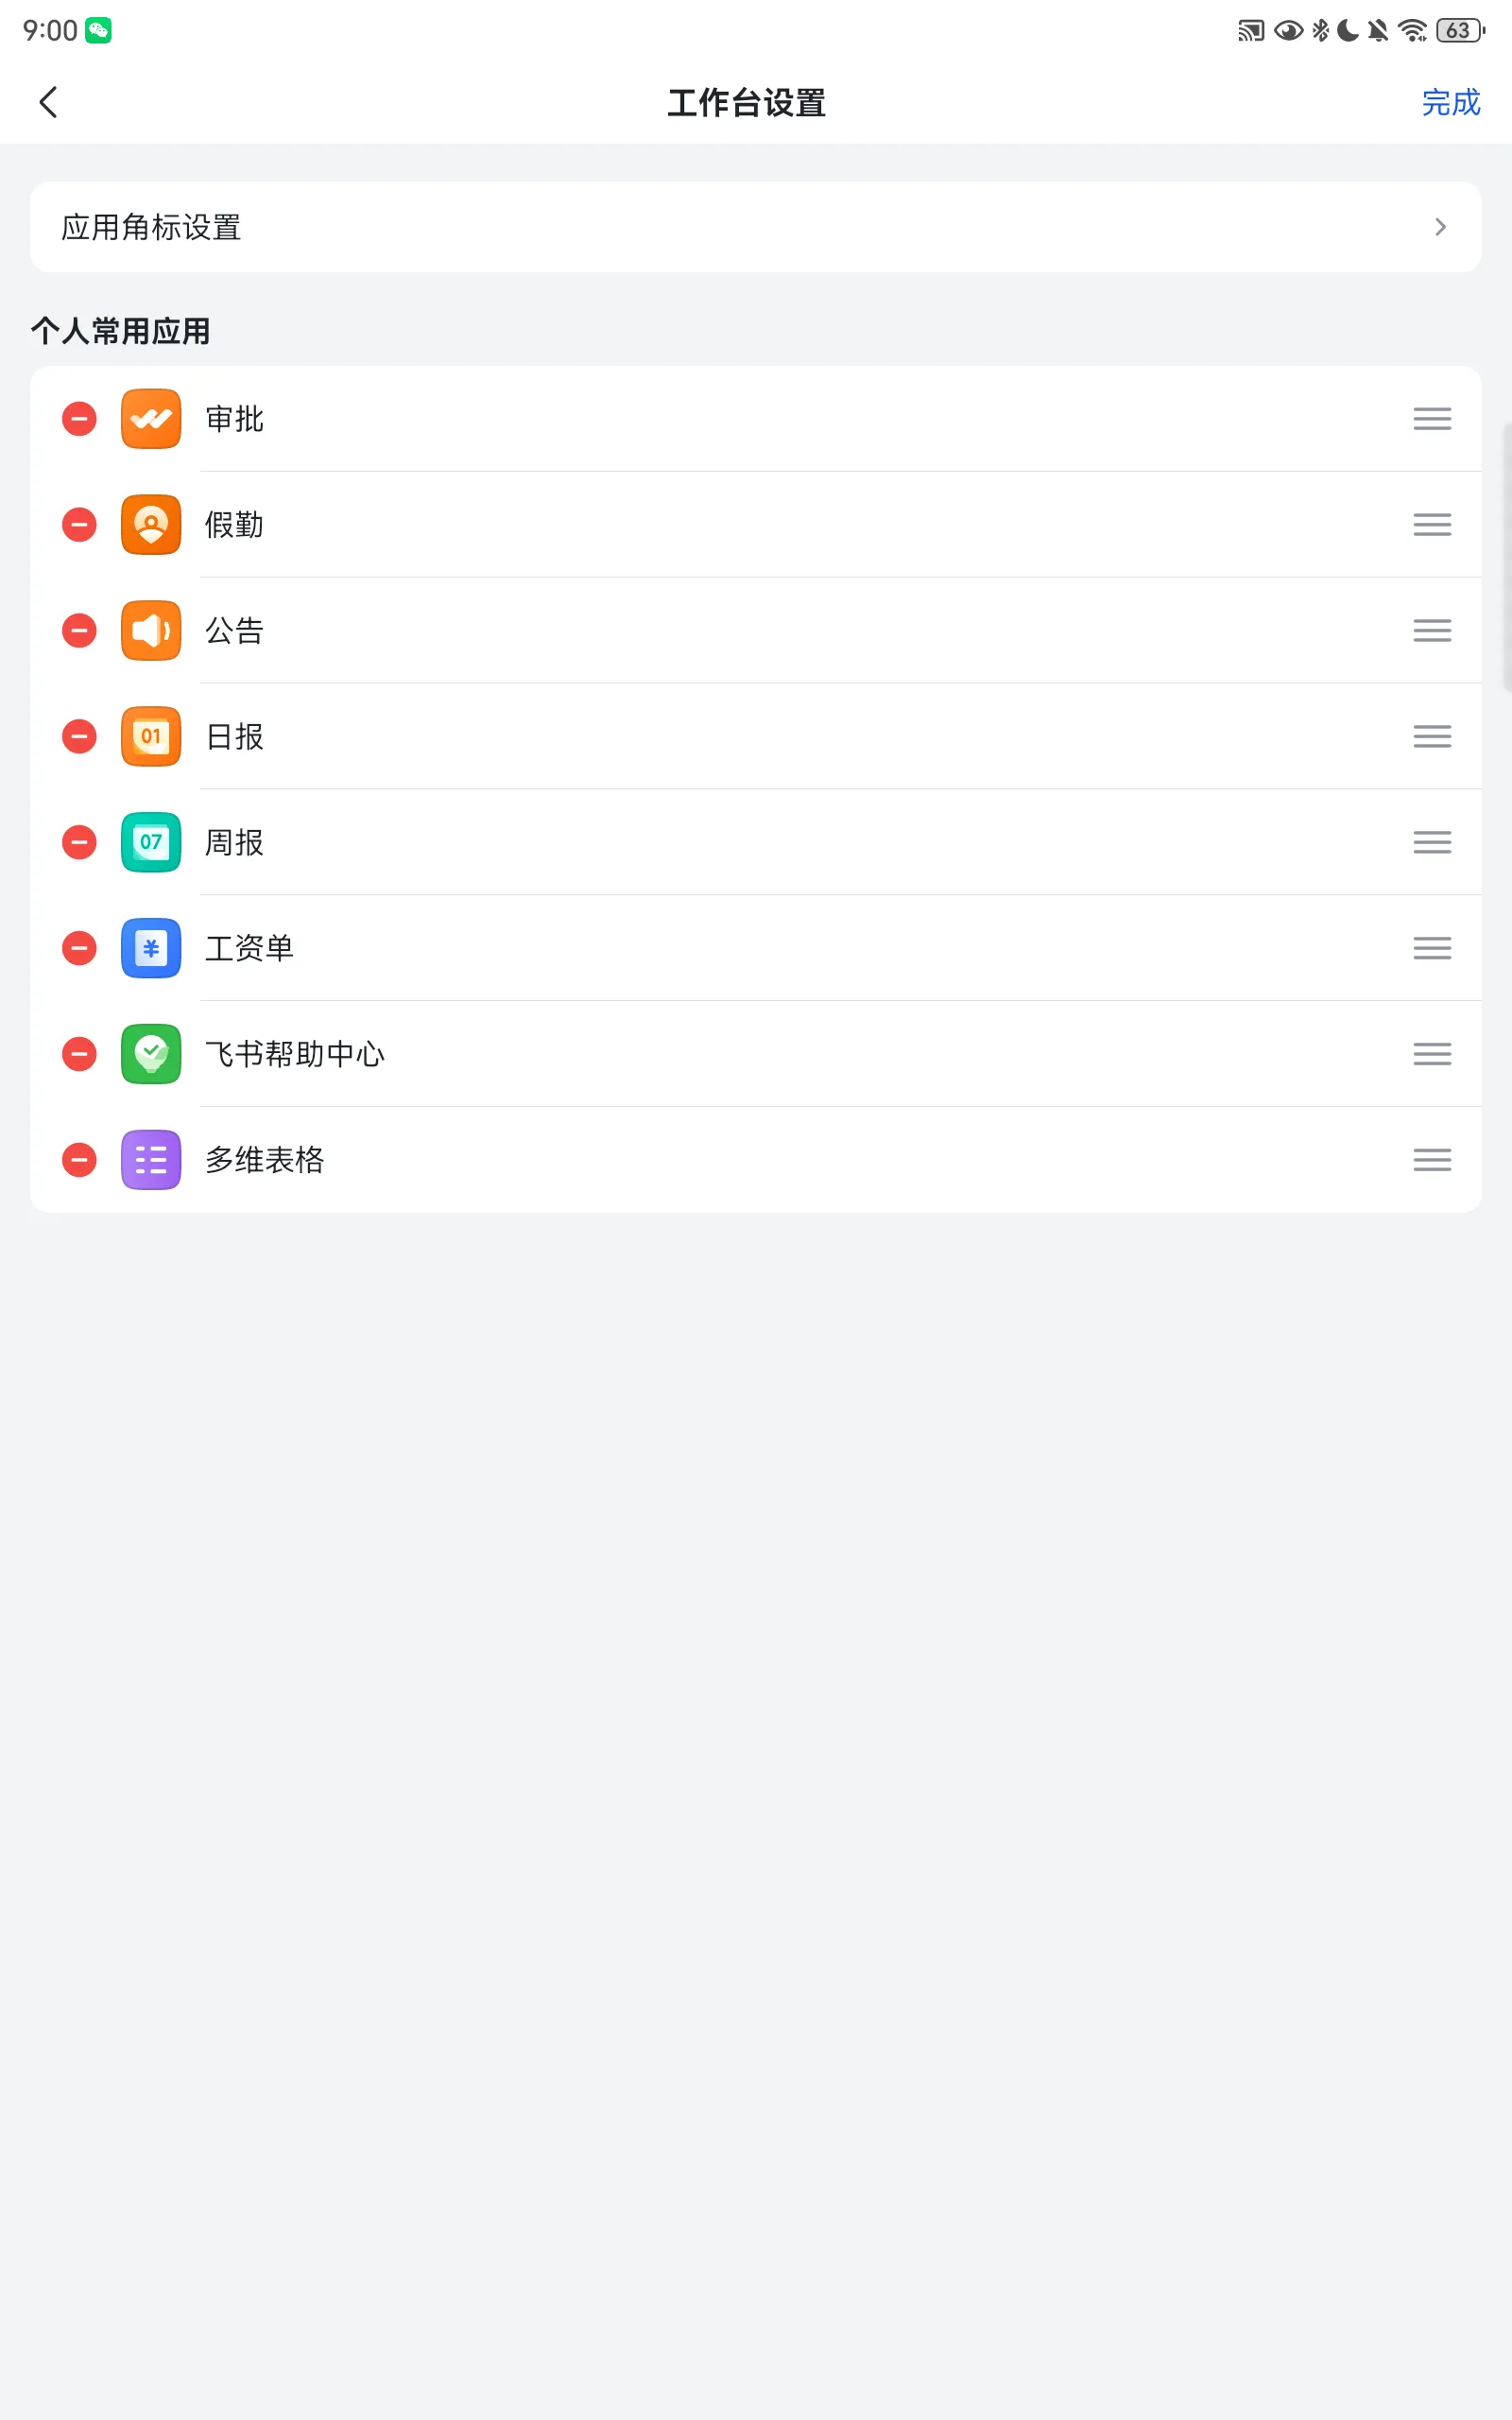 9:00
63
工作台设置
完成
应用角标设置
个人常用应用
审批
假勤
公告
01
日报
07
周报
¥
工资单
飞书帮助中心
多维表格